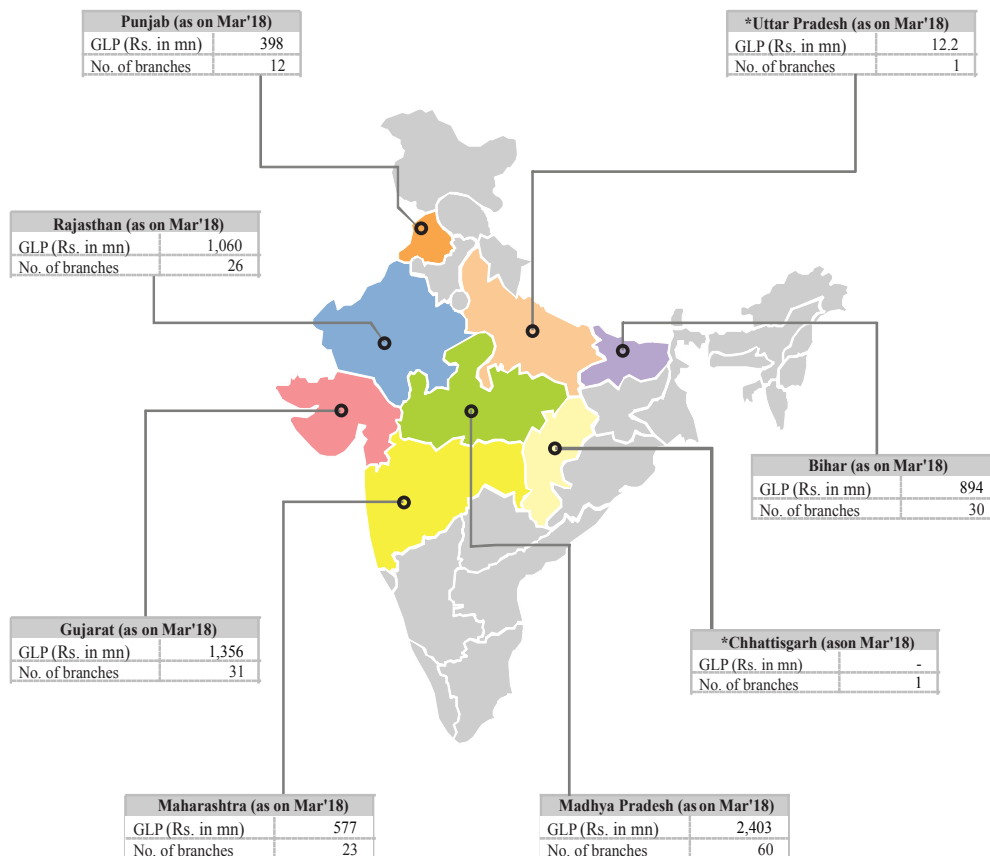 Punjab (as on Mar'18)
GLP (Rs. in mn) 398
No. of branches 12
*Uttar Pradesh (as on Mar'18)
GLP (Rs. in mn) 12.2
No. of branches 1
Rajasthan (as on Mar'18)
GLP (Rs. in mn) 1,060
No. of branches 26
Bihar (as on Mar'18)
GLP (Rs. in mn) 894
No. of branches 30
Gujarat (as on Mar'18)
GLP (Rs. in mn) 1,356
No. of branches 31
*Chhattisgarh (ason Mar'18)
GLP (Rs. in mn) -
No. of branches 1
Maharashtra (as on Mar'18)
GLP (Rs. in mn) 577
No. of branches 23
Madhya Pradesh (as on Mar'18)
GLP (Rs. in mn) 2,403
No. of branches 60